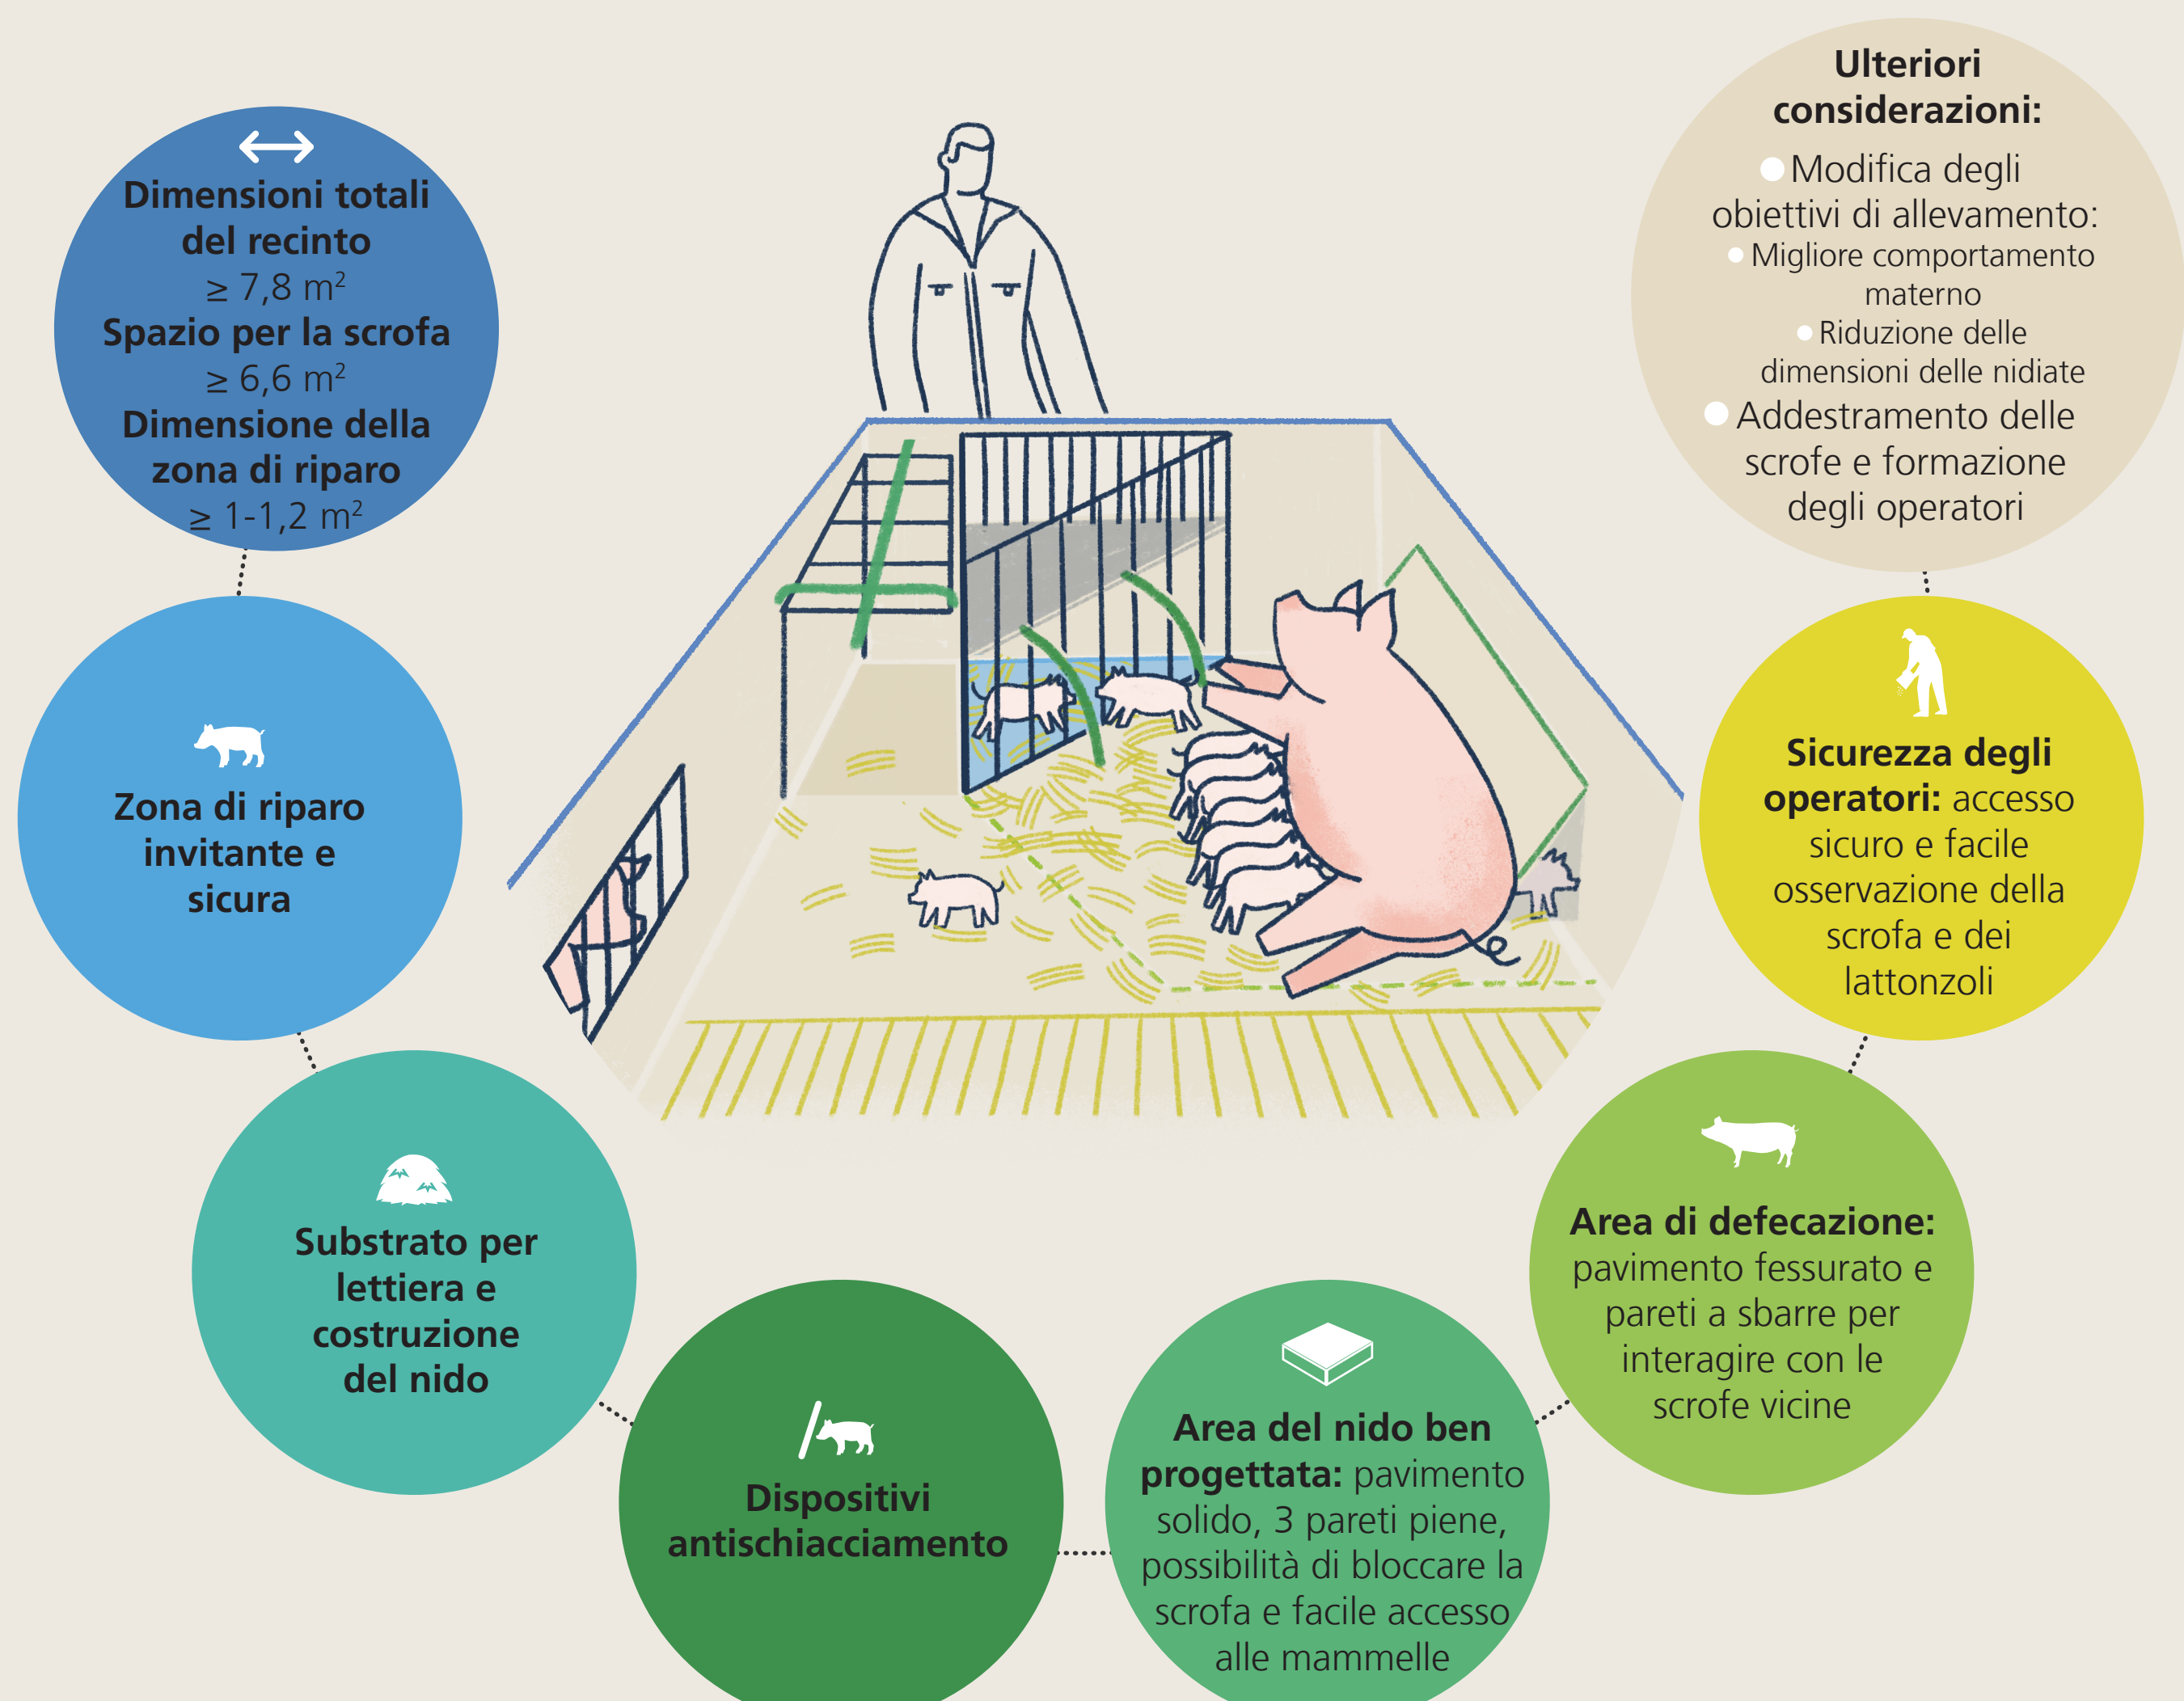 Dimensioni totali
del recinto
≥ 7,8 m²
Spazio per la scrofa
≥ 6,6 m²
Dimensione della
zona di riparo
≥ 1-1,2 m²
Zona di riparo
invitante e
sicura
Substrato per
lettiera e
costruzione
del nido
Dispositivi
antischiacciamento
Area del nido ben
progettata: pavimento
solido, 3 pareti piene,
possibilità di bloccare la
scrofa e facile accesso
alle mammelle
Area di defecazione:
pavimento fessurato e
pareti a sbarre per
interagire con le
scrofe vicine
Sicurezza degli
operatori: accesso
sicuro e facile
osservazione della
scrofa e dei
lattonzoli
Ulteriori
considerazioni:
● Modifica degli
obiettivi di allevamento:
● Migliore comportamento
materno
● Riduzione delle
dimensioni delle nidiate
● Addestramento delle
scrofe e formazione
degli operatori